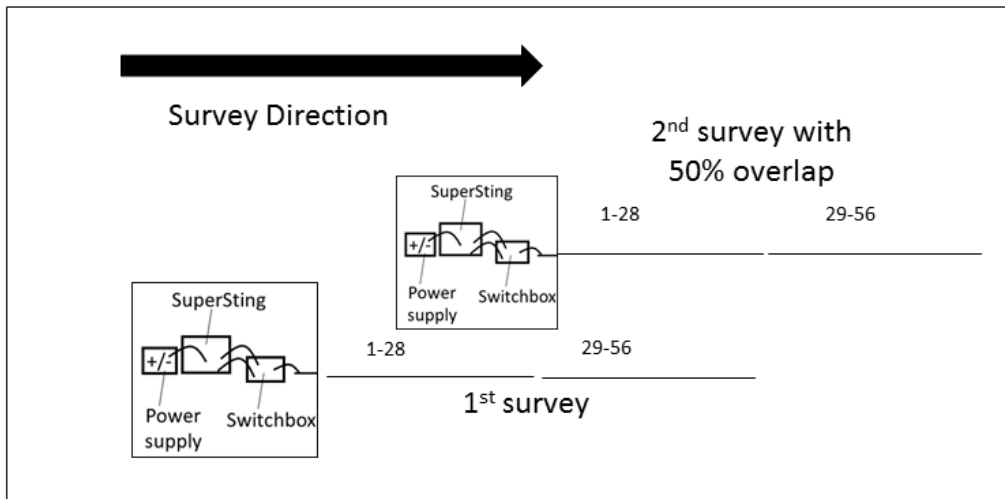 Survey Direction
2nd survey with
50% overlap
SuperSting
1-28
29-56
+/-
Power
supply
Switchbox
SuperSting
1-28
29-56
+/-
Power
supply
Switchbox
1st survey